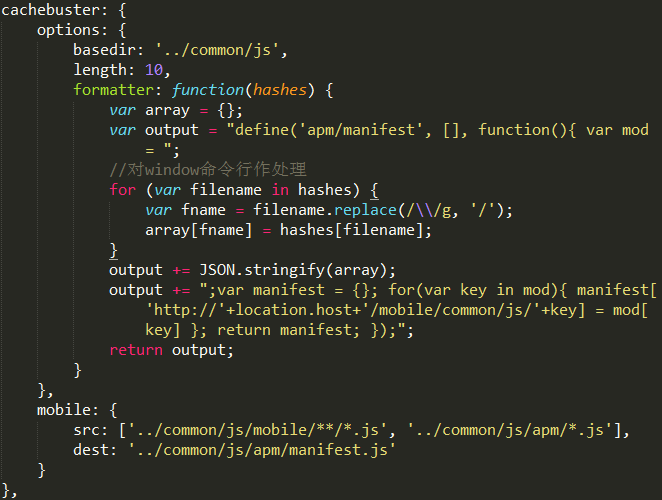 cachebuster: {
    options: {
        basedir: '../common/js',
        length: 10,
        formatter: function(hashes) {
            var array = {};
            var output = "define('apm/manifest', [], function(){ var mod
                = ";
            //对window命令行作处理
            for (var filename in hashes) {
                var fname = filename.replace(/\\/g, '/');
                array[fname] = hashes[filename];
            }
            output += JSON.stringify(array);
            output += ";var manifest = {}; for(var key in mod){ manifest[
                'http://'+location.host+'/mobile/common/js/'+key] = mod[
                key] }; return manifest; });";
            return output;
        }
    },
    mobile: {
        src: ['../common/js/mobile/**/*.js', '../common/js/apm/*.js'],
        dest: '../common/js/apm/manifest.js'
    }
},